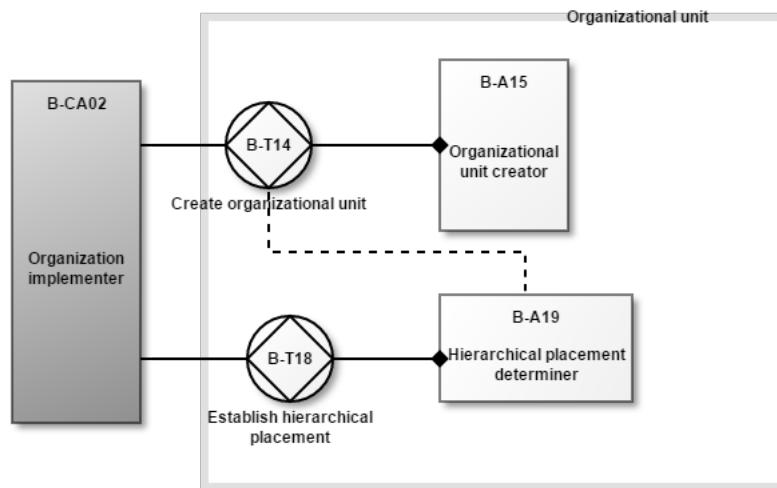 Organizational unit
B-CA02
Organization
implementer
B-T14
Create organizational unit
B-A15
Organizational
unit creator
B-T18
Establish hierarchical
placement
B-A19
Hierarchical placement
determiner